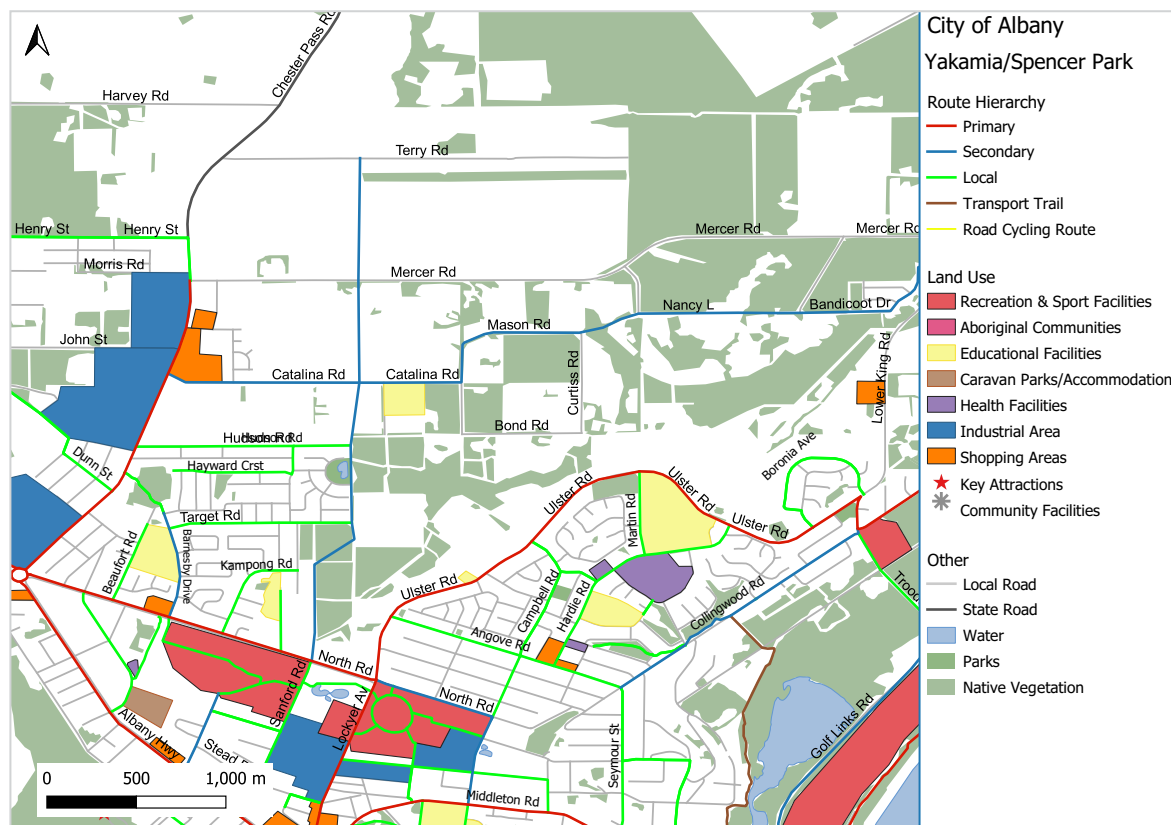 City of Albany
Yakamia/Spencer Park
Route Hierarchy
Primary
Secondary
Local
Transport Trail
Road Cycling Route
Land Use
Recreation & Sport Facilities
Aboriginal Communities
Educational Facilities
Caravan Parks/Accommodation
Health Facilities
Industrial Area
Shopping Areas
Key Attractions
Community Facilities
Other
Local Road
State Road
Water
Parks
Native Vegetation
Chester Pass Rd
Harvey Rd
Terry Rd
Henry St
Henry St
Mercer Rd
Mercer Rd
Morris Rd
Mercer Rd
Nancy L
Bandicoot Dr
Mason Rd
John St
Curtiss Rd
Lower King Rd
Catalina Rd
Catalina Rd
Bond Rd
Hudson Rd
Boronia Ave
Dunn St
Hayward Crst
Ulster Rd
Ulster Rd
Target Rd
Martin Rd
Ulster Rd
Beaufort Rd
Barnesby Drive
Kampong Rd
Ulster Rd
Campbell Rd
Hardie Rd
Collingwood Rd
Troode
Angove Rd
North Rd
Sanford Rd
North Rd
Lockyer Av
Albany Hwy
Stead
Seymour St
Golf Links Rd
Middleton Rd
0 500 1,000 m